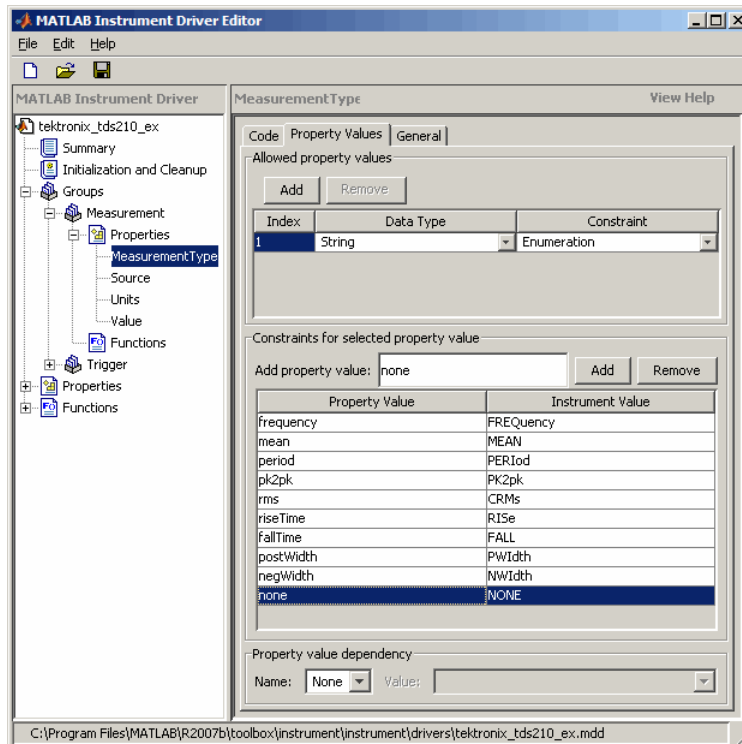 MATLAB Instrument Driver Editor
File Edit Help
MATLAB Instrument Driver
tektronix_tds210_ex
Summary
Initialization and Cleanup
Groups
Measurement
Properties
MeasurementType
Source
Units
Value
Functions
Trigger
Properties
Functions
MeasurementType View Help
Code Property Values General
Allowed property values
Add Remove
Index Data Type Constraint
1 String Enumeration
Constraints for selected property value
Add property value: none Add Remove
Property Value Instrument Value
frequency FREQuency
mean MEAN
period PERIod
pk2pk PK2pk
rms CRMs
riseTime RISe
fallTime FALL
postWidth PWIdth
negWidth NWIdth
none NONE
Property value dependency
Name: None Value:
C:\Program Files\MATLAB\R2007b\toolbox\instrument\instrument\drivers\tektronix_tds210_ex.mdd